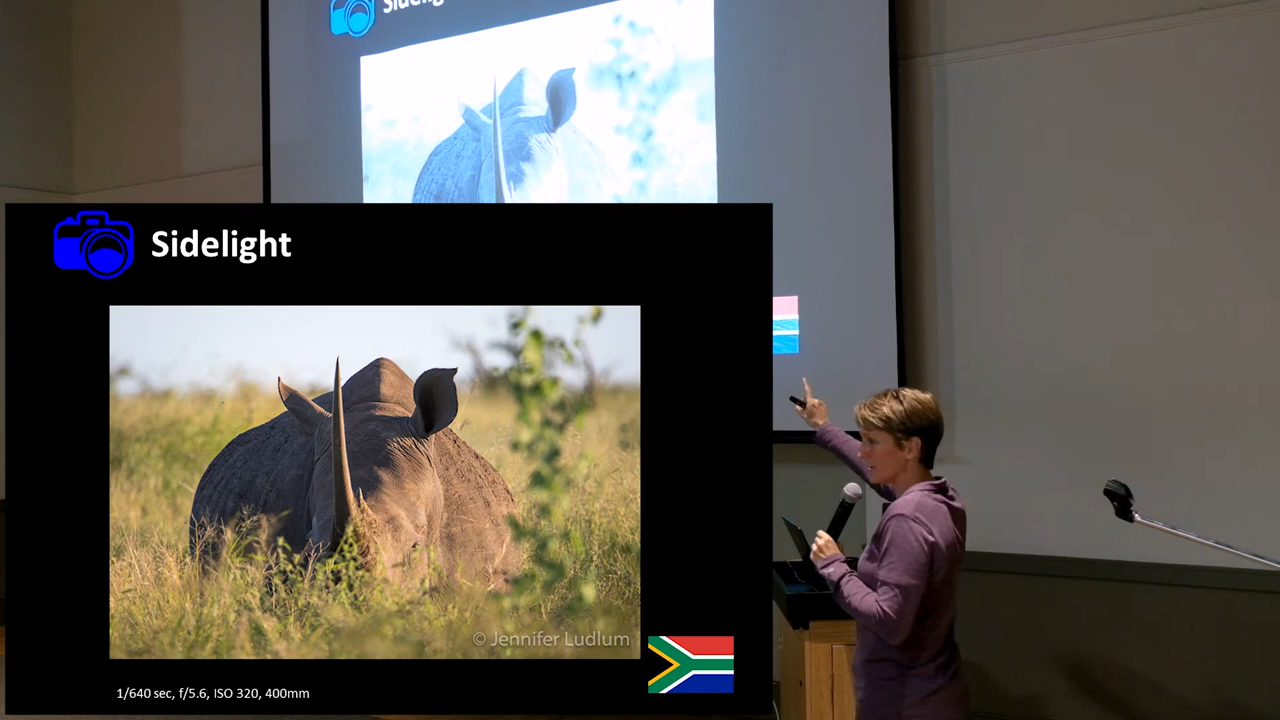 Sidelight
© Jennifer Ludlum
1/640 sec, f/5.6, ISO 320, 400mm